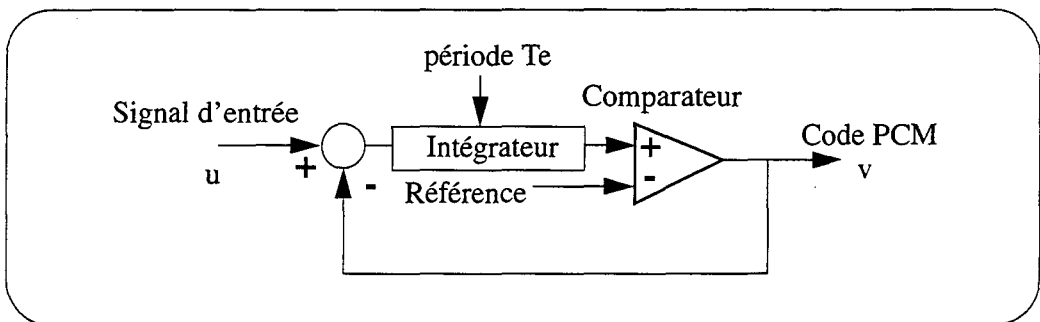 période Te
Comparateur
Signal d'entrée
Code PCM
Intégrateur
+
u
+
-
v
-
Référence